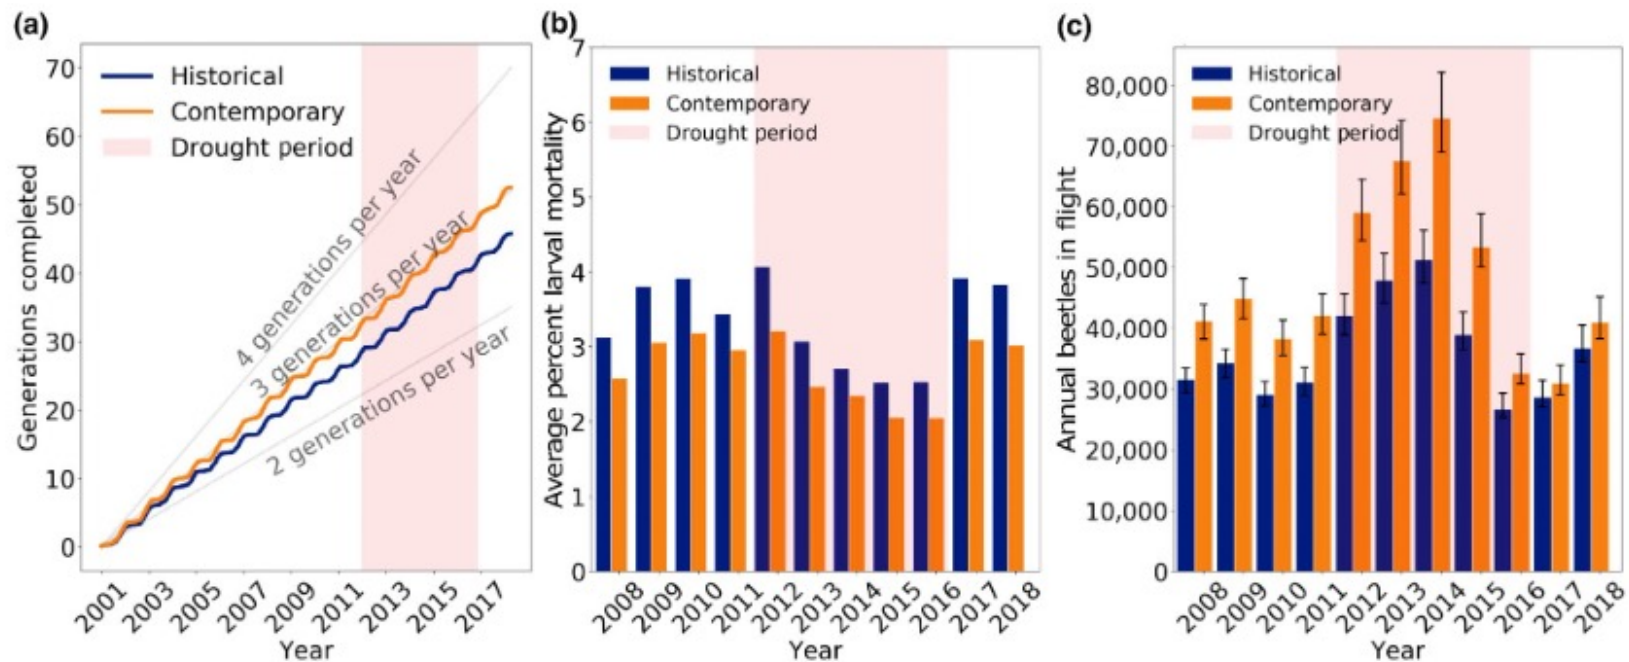 (a)
Generations completed
70
60
50
40
30
20
10
0
Historical
Contemporary
Drought period
4 generations per year
3 generations per year
2 generations per year
2001
2003
2005
2007
2009
2011
2013
2015
2017
Year
(b)
Average percent larval mortality
7
6
5
4
3
2
1
0
Historical
Contemporary
Drought period
2008
2009
2010
2011
2012
2013
2014
2015
2016
2017
2018
Year
(c)
Annual beetles in flight
80,000
70,000
60,000
50,000
40,000
30,000
20,000
10,000
0
Historical
Contemporary
Drought period
2008
2009
2010
2011
2012
2013
2014
2015
2016
2017
2018
Year